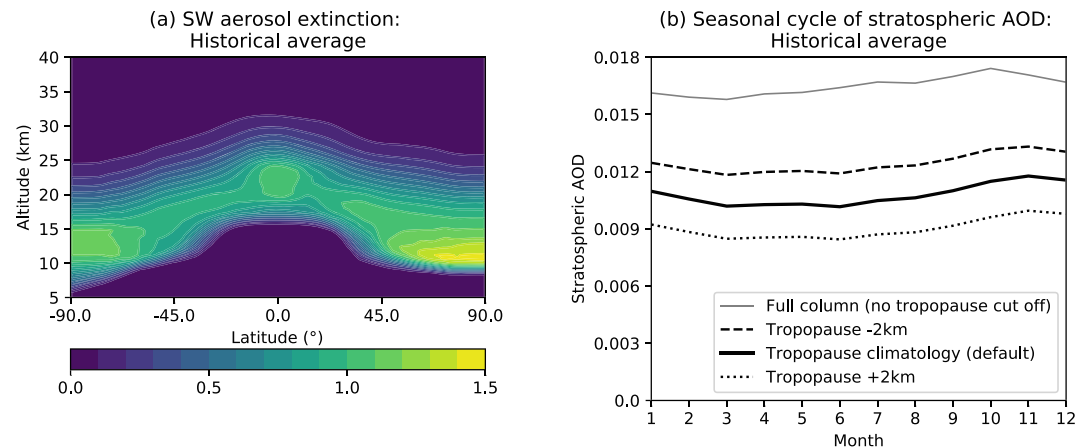 (a) SW aerosol extinction:
Historical average
40
35
30
25
20
15
10
5
Altitude (km)
-90.0 -45.0 0.0 45.0 90.0
Latitude (°)
0.0 0.5 1.0 1.5
(b) Seasonal cycle of stratospheric AOD:
Historical average
0.018
0.015
0.012
0.009
0.006
0.003
0.0
Stratospheric AOD
Full column (no tropopause cut off)
Tropopause -2km
Tropopause climatology (default)
Tropopause +2km
1 2 3 4 5 6 7 8 9 10 11 12
Month